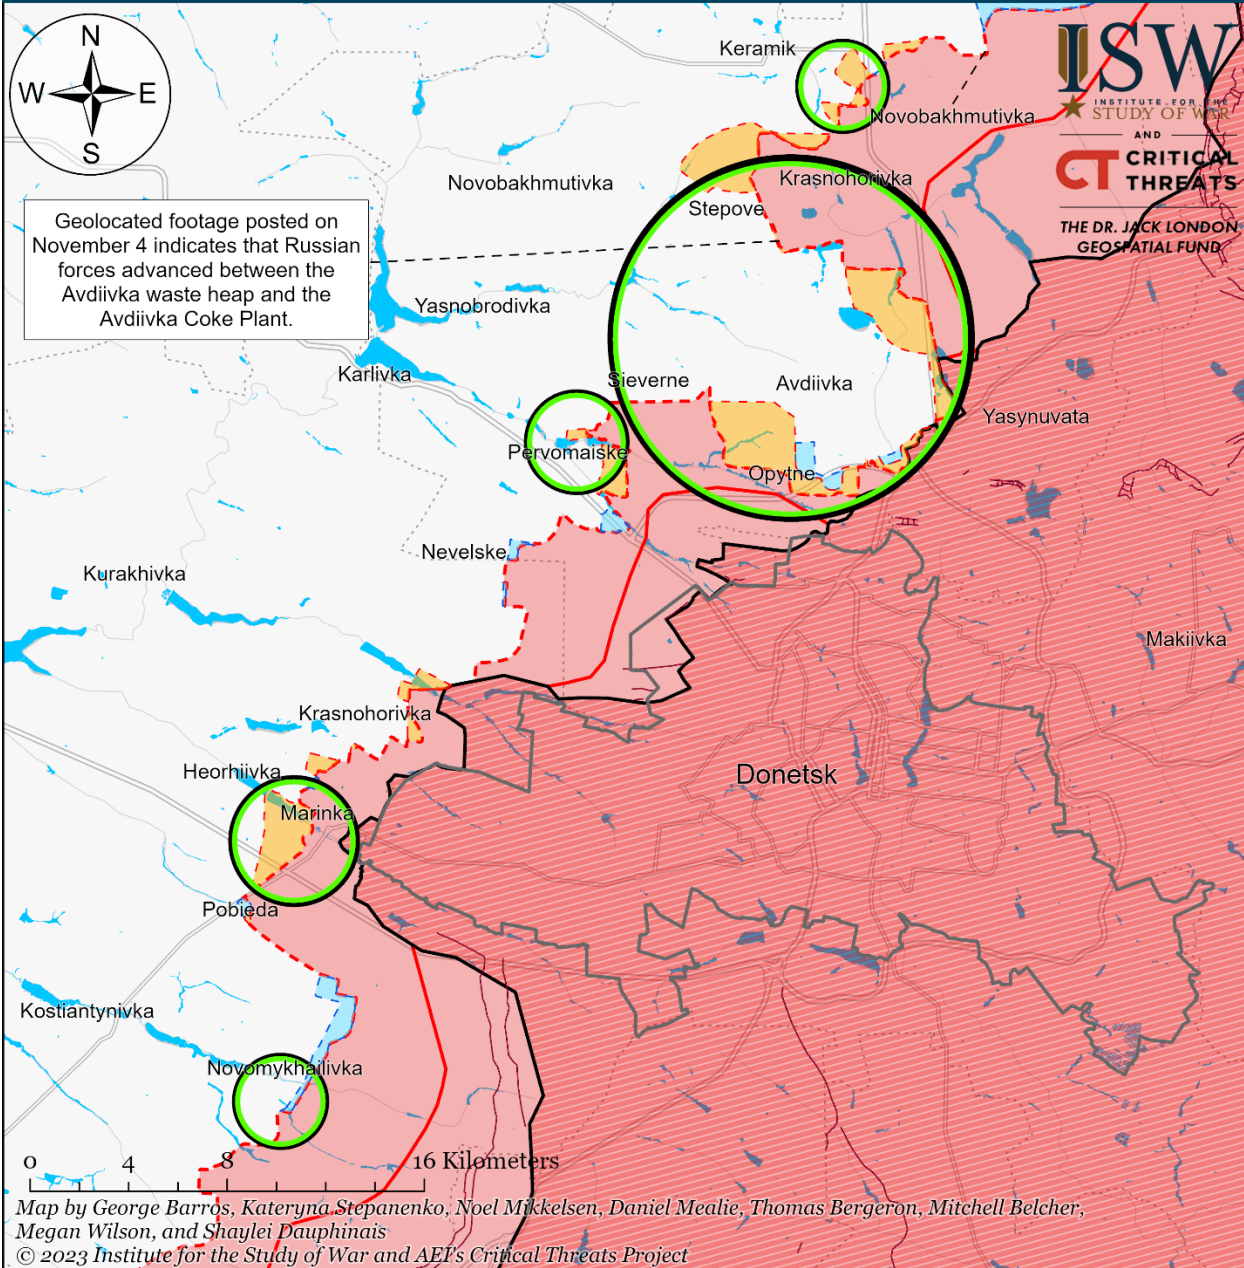 N
W
E
S
Keramik
ISW
INSTITUTE FOR THE
STUDY OF WAR
AND
CRITICAL
THREATS
CT
THE DR. JACK LONDON
GEOSPATIAL FUND
Novobakhmutivka
Novobakhmutivka
Krasnohorivka
Stepove
Geolocated footage posted on
November 4 indicates that Russian
forces advanced between the
Avdiivka waste heap and the
Avdiivka Coke Plant.
Yasnobrodivka
Karlivka
Sieverne
Avdiivka
Yasynuvata
Pervomaiske
Opytne
Nevelske
Kurakhivka
Makiivka
Krasnohorivka
Heorhiivka
Donetsk
Marinka
Pobieda
Kostiantynivka
Novomykhailivka
0 4 8 16 Kilometers
Map by George Barros, Kateryna Stepanenko, Noel Mikkelsen, Daniel Mealie, Thomas Bergeron, Mitchell Belcher,
Megan Wilson, and Shaylei Dauphinais
© 2023 Institute for the Study of War and AEI's Critical Threats Project